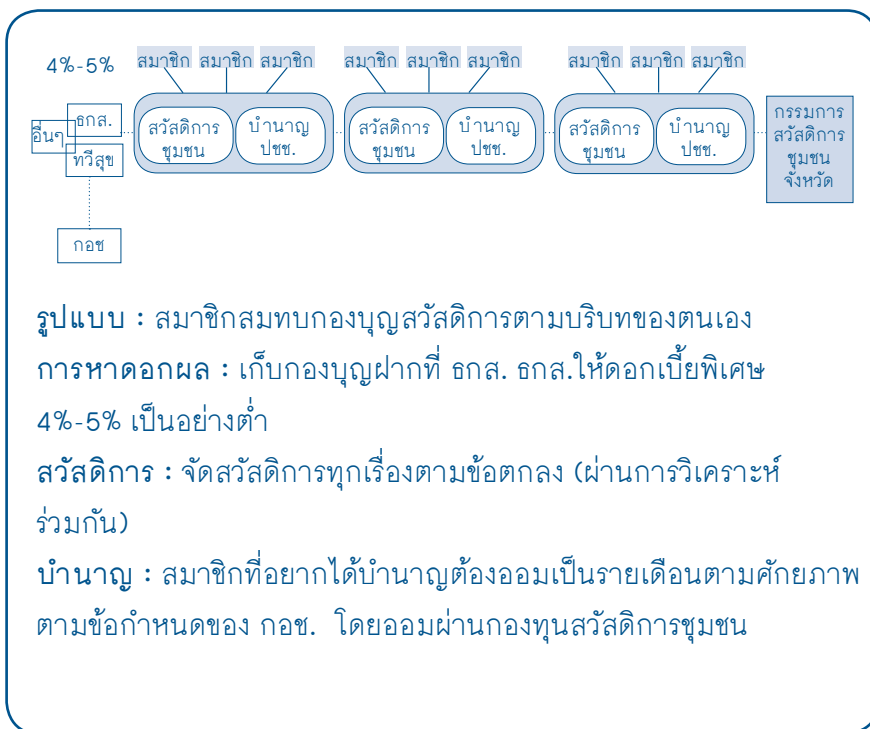 4%-5% สมาชิก สมาชิก สมาชิก สมาชิก สมาชิก สมาชิก สมาชิก สมาชิก สมาชิก
อื่นๆ
ธกส.
ทวีสุข
กอช
สวัสดิการ
ชุมชน
บำนาญ
ปชช.
สวัสดิการ
ชุมชน
บำนาญ
ปชช.
สวัสดิการ
ชุมชน
บำนาญ
ปชช.
กรรมการ
สวัสดิการ
ชุมชน
จังหวัด
รูปแบบ : สมาชิกสมทบกองบุญสวัสดิการตามบริบทของตนเอง
การหาดอกผล : เก็บกองบุญฝากที่ ธกส. ธกส.ให้ดอกเบี้ยพิเศษ
4%-5% เป็นอย่างต่ำ
สวัสดิการ : จัดสวัสดิการทุกเรื่องตามข้อตกลง (ผ่านการวิเคราะห์
ร่วมกัน)
บำนาญ : สมาชิกที่อยากได้บำนาญต้องออมเป็นรายเดือนตามศักยภาพ
ตามข้อกำหนดของ กอช. โดยออมผ่านกองทุนสวัสดิการชุมชน